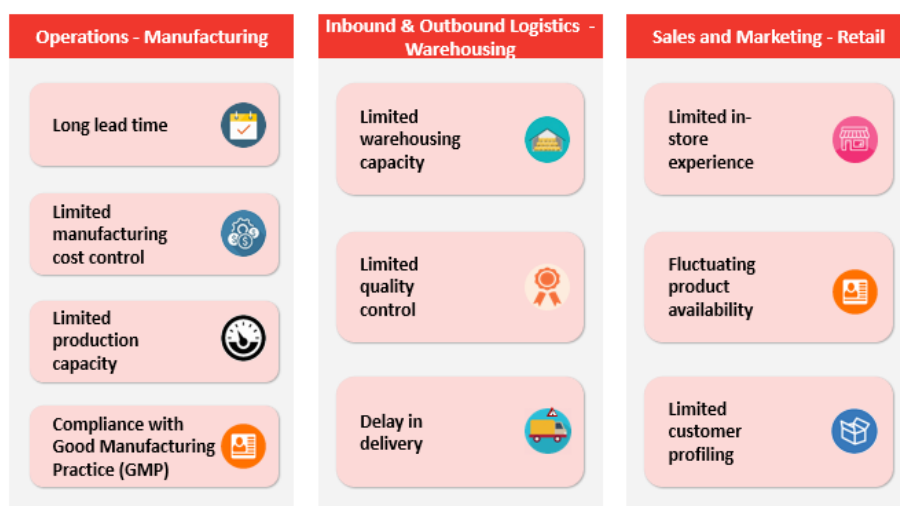 Operations - Manufacturing
Long lead time
Limited
manufacturing
cost control
Limited
production
capacity
Compliance with
Good Manufacturing
Practice (GMP)
Inbound & Outbound Logistics -
Warehousing
Limited
warehousing
capacity
Limited
quality
control
Delay in
delivery
Sales and Marketing - Retail
Limited in-
store
experience
Fluctuating
product
availability
Limited
customer
profiling